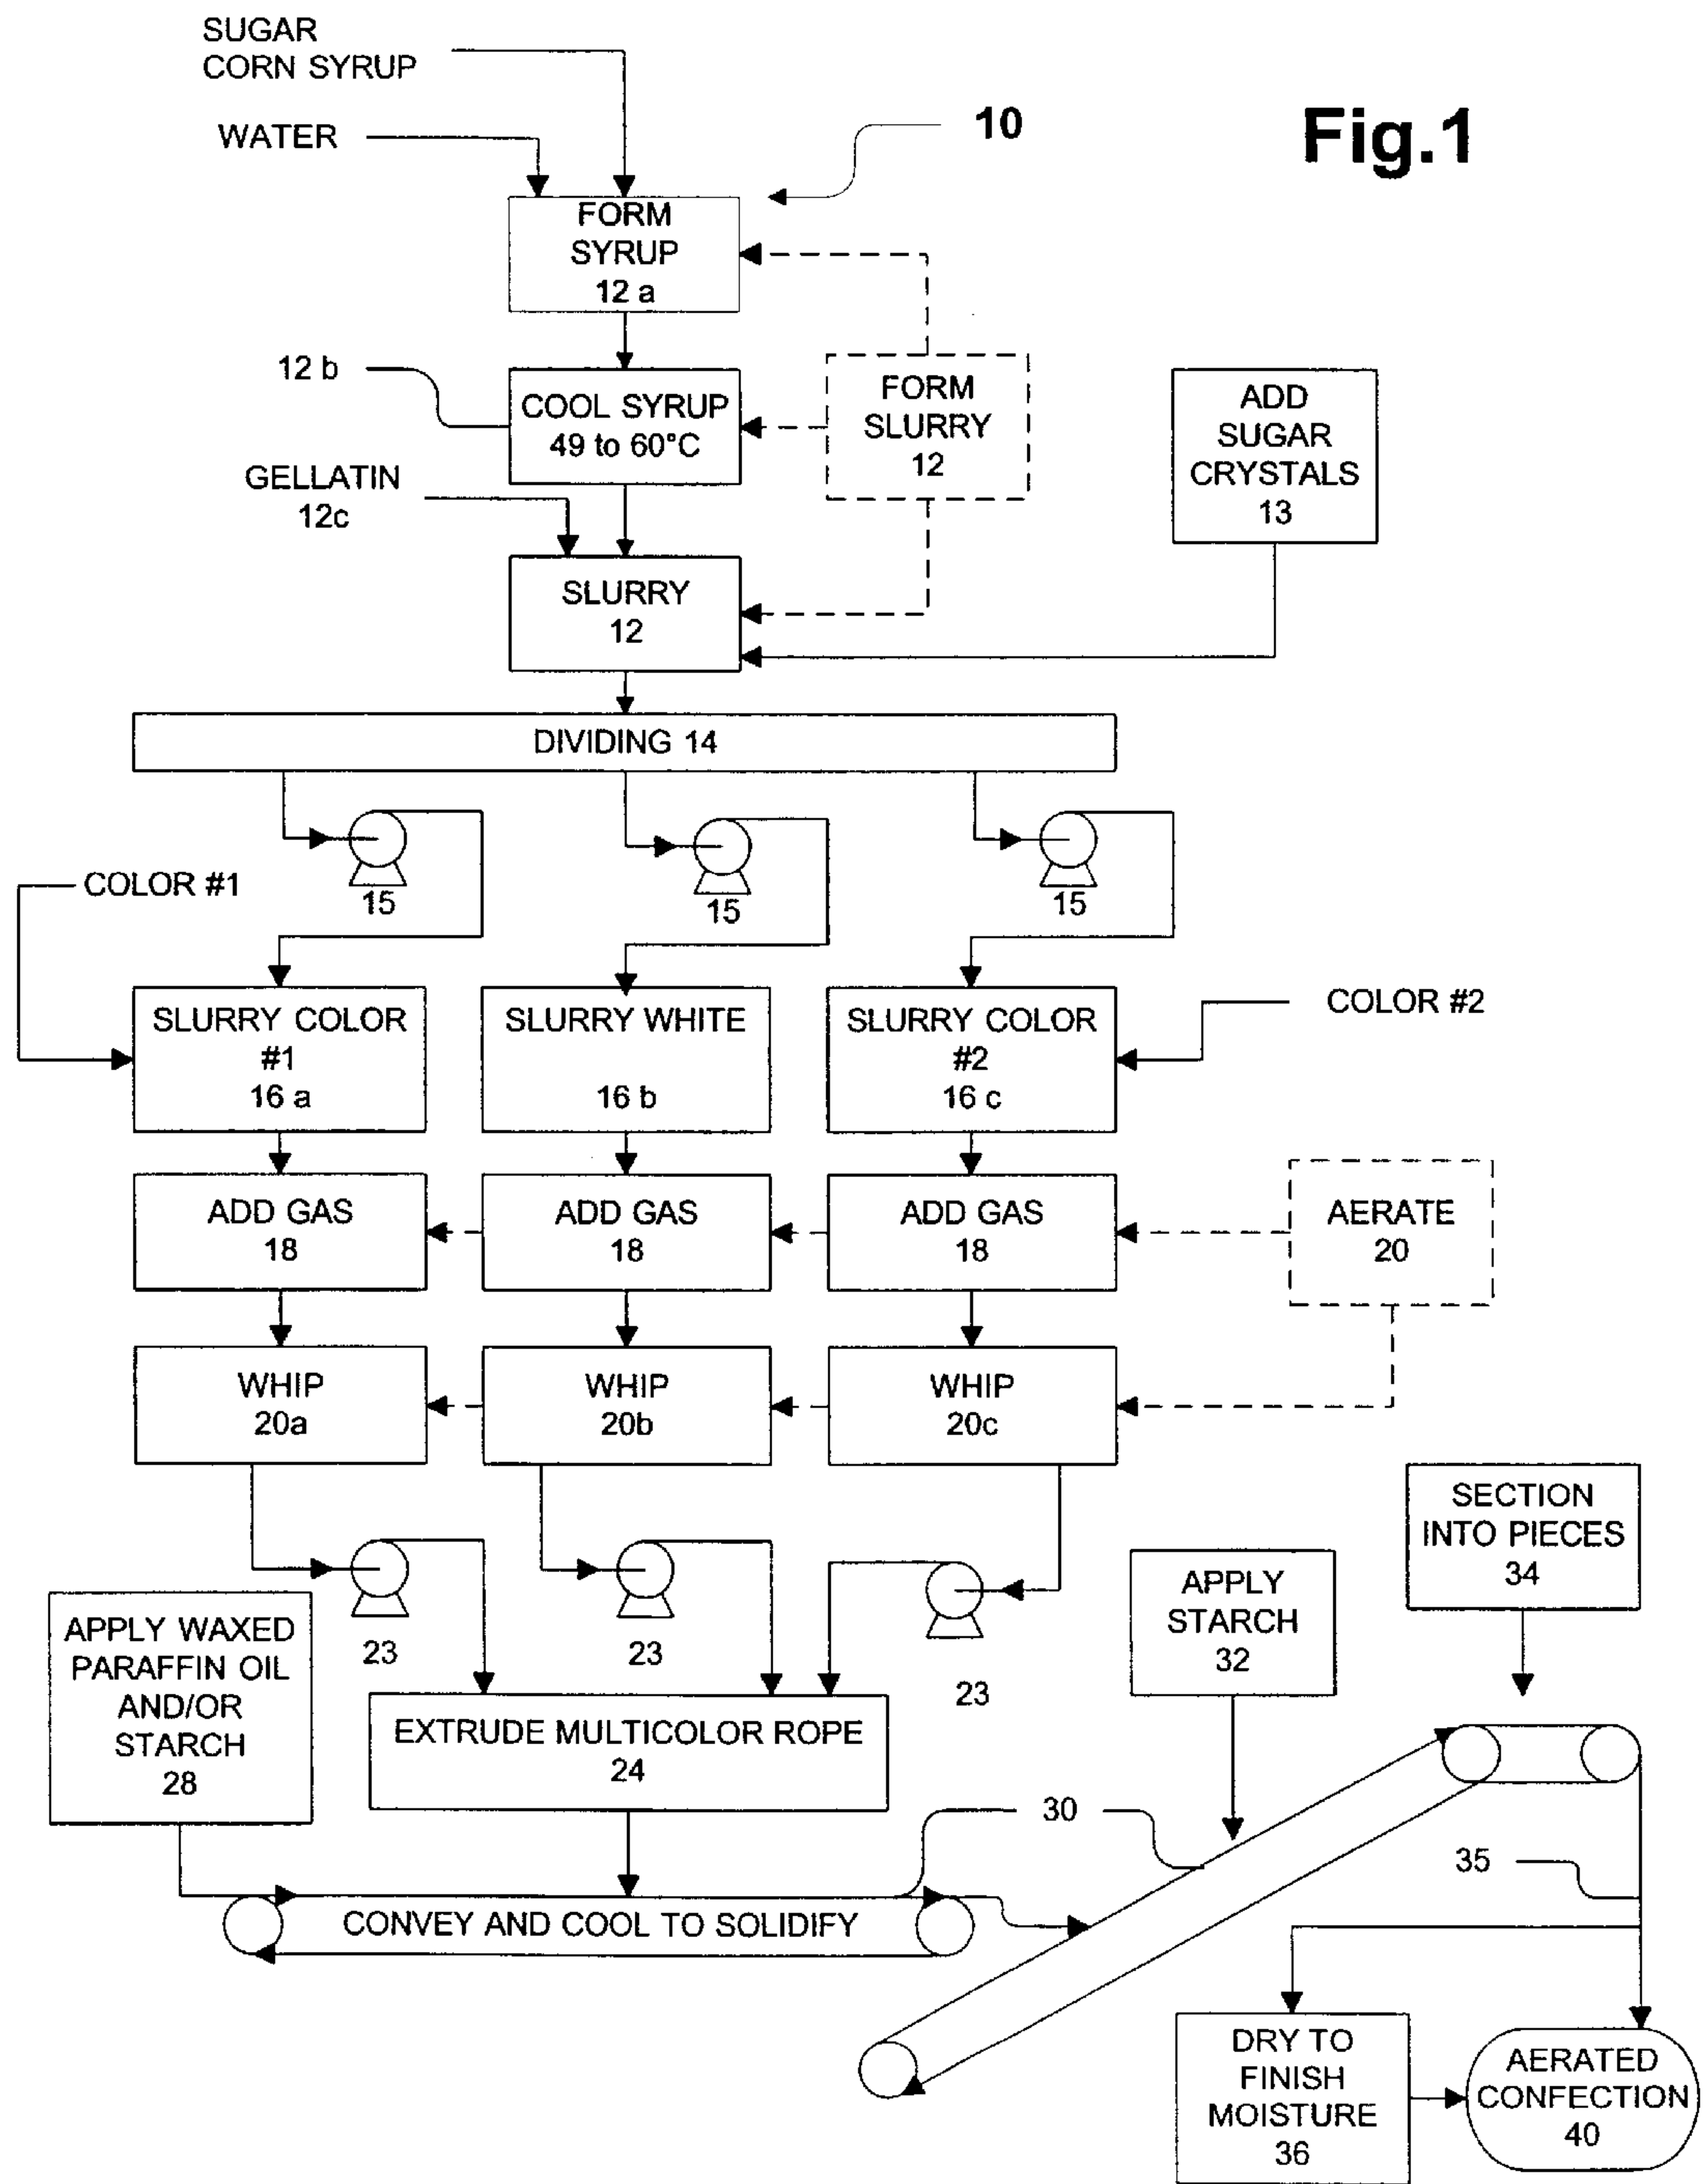 SUGAR
CORN SYRUP
WATER
10
Fig.1
FORM
SYRUP
12 a
12 b
COOL SYRUP
49 to 60°C
FORM
SLURRY
12
ADD
SUGAR
CRYSTALS
13
GELLATIN
12c
SLURRY
12
DIVIDING 14
15
15
15
COLOR #1
SLURRY COLOR
#1
16 a
SLURRY WHITE
16 b
SLURRY COLOR
#2
16 c
COLOR #2
ADD GAS
18
ADD GAS
18
ADD GAS
18
AERATE
20
WHIP
20a
WHIP
20b
WHIP
20c
SECTION
INTO PIECES
34
23
23
23
APPLY
STARCH
32
APPLY WAXED
PARAFFIN OIL
AND/OR
STARCH
28
EXTRUDE MULTICOLOR ROPE
24
30
35
CONVEY AND COOL TO SOLIDIFY
DRY TO
FINISH
MOISTURE
36
AERATED
CONFECTION
40